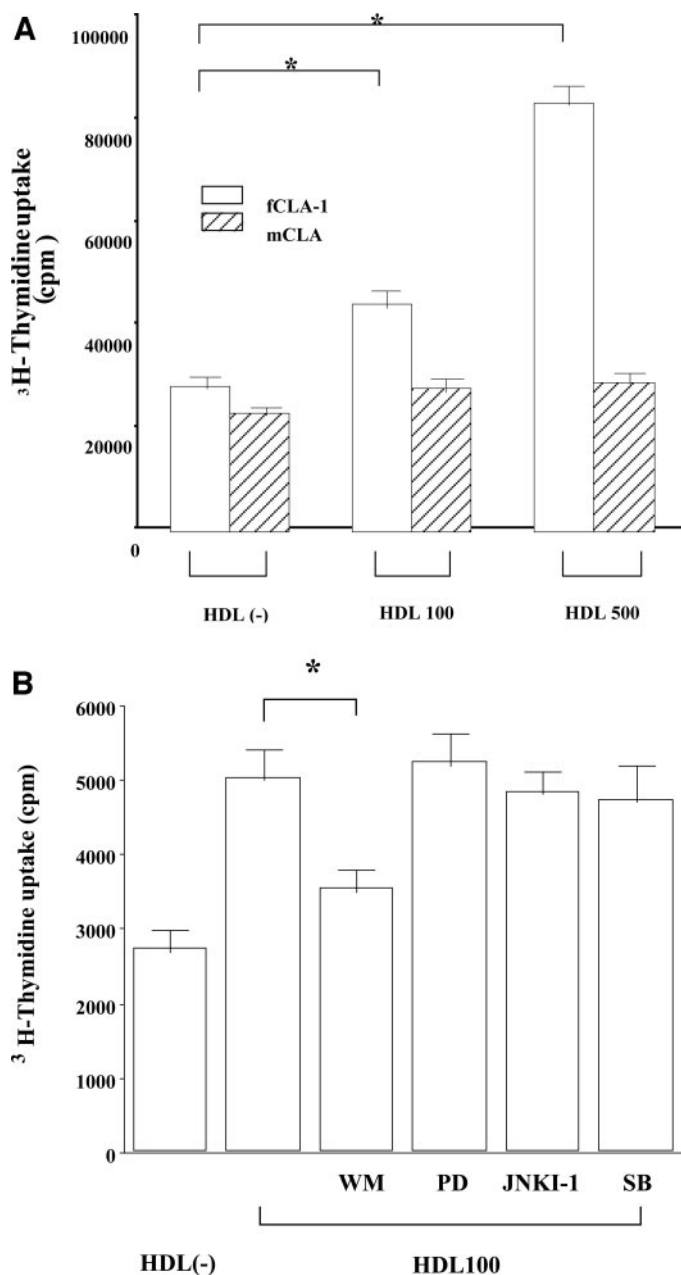 A
100000
80000
60000
40000
20000
0
³H-Thymidine uptake
(cpm )
*
*
fCLA-1
mCLA
HDL (-)
HDL 100
HDL 500
B
*
6000
5000
4000
3000
2000
1000
0
³ H-Thymidine uptake (cpm)
WM PD JNKI-1 SB
HDL(-) HDL100